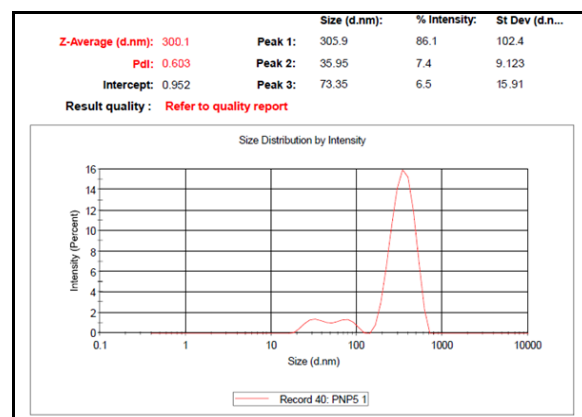 Size (d.nm): % Intensity: St Dev (d.n...
Z-Average (d.nm): 300.1 Peak 1: 305.9 86.1 102.4
PdI: 0.603 Peak 2: 35.95 7.4 9.123
Intercept: 0.952 Peak 3: 73.35 6.5 15.91
Result quality : Refer to quality report
Size Distribution by Intensity
Intensity (Percent)
16
14
12
10
8
6
4
2
0
0.1 1 10 100 1000 10000
Size (d.nm)
Record 40: PNP5 1